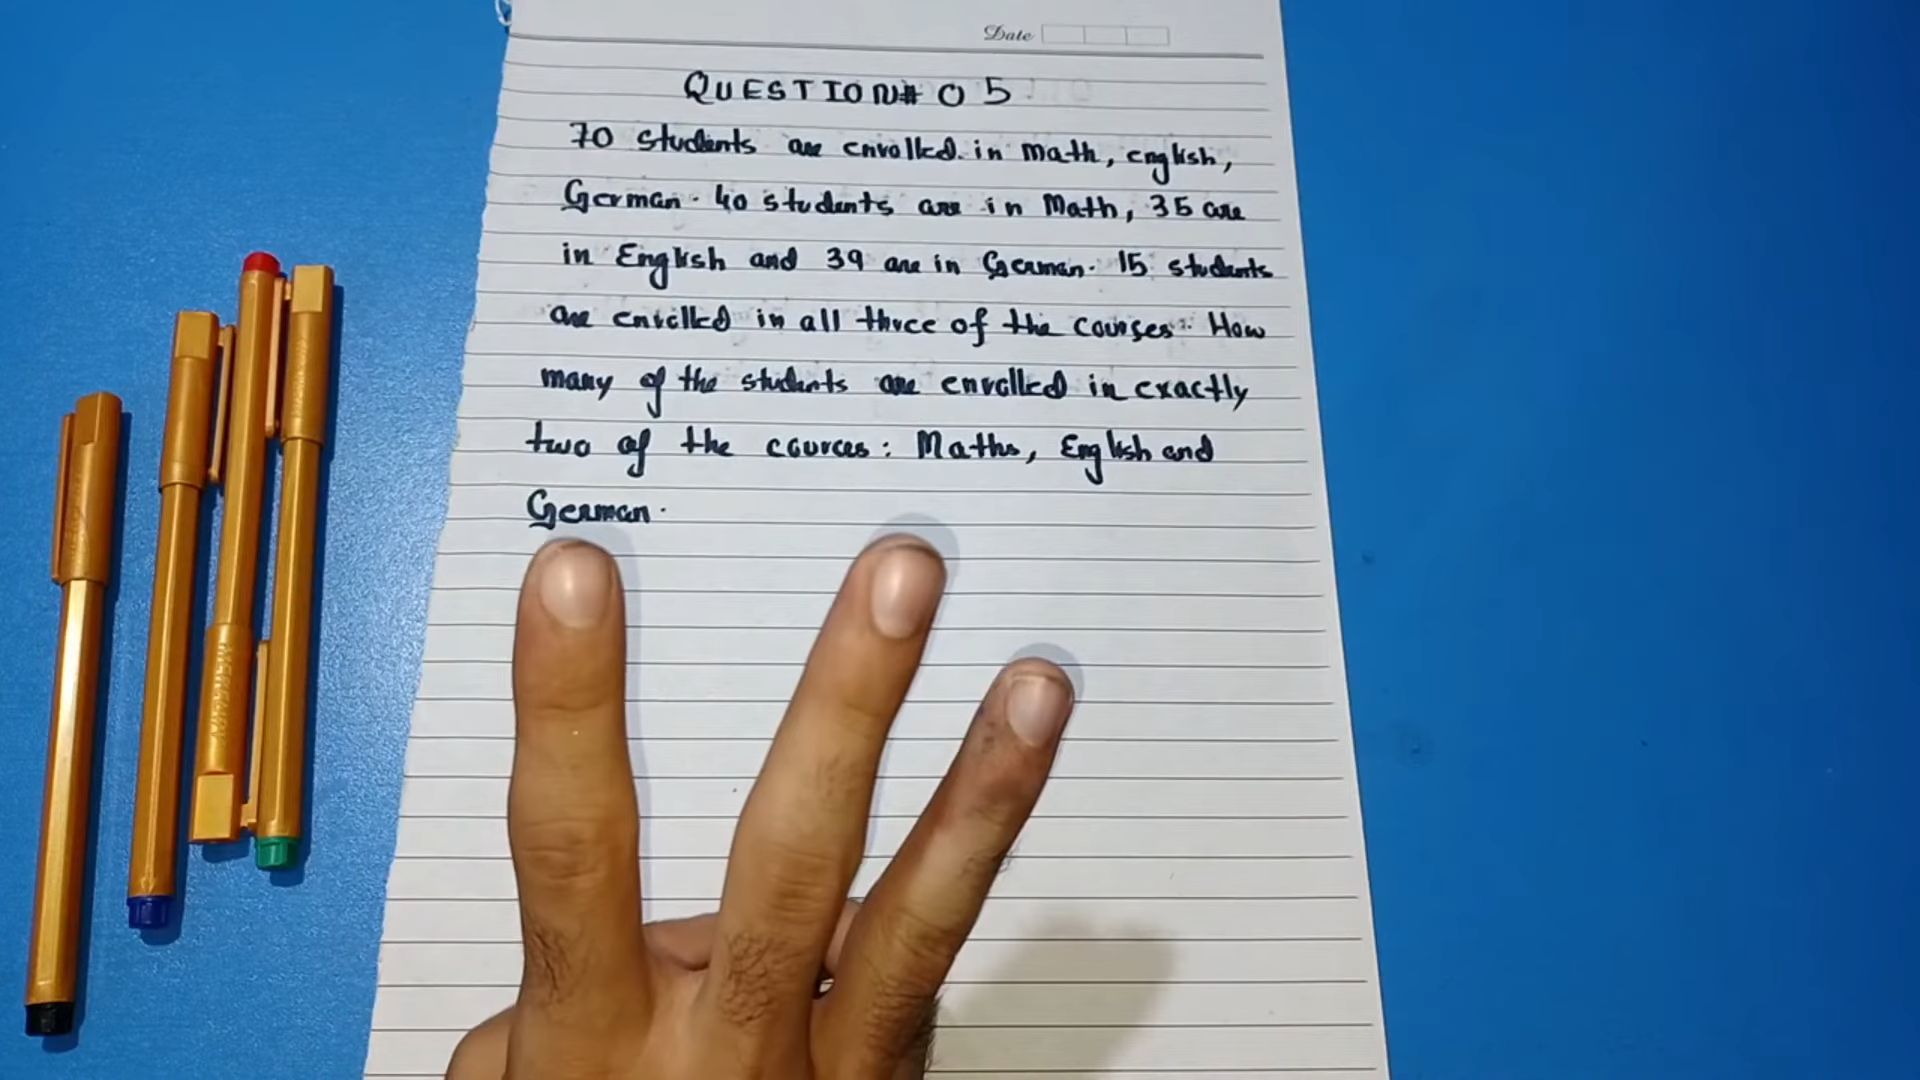 Date
QUESTION# 05
70 students are enrolled in math, english,
German. 40 students are in Math, 35 are
in English and 39 are in German. 15 students
are enrolled in all three of the courses. How
many of the students are enrolled in exactly
two of the cources: Maths, English and
German.